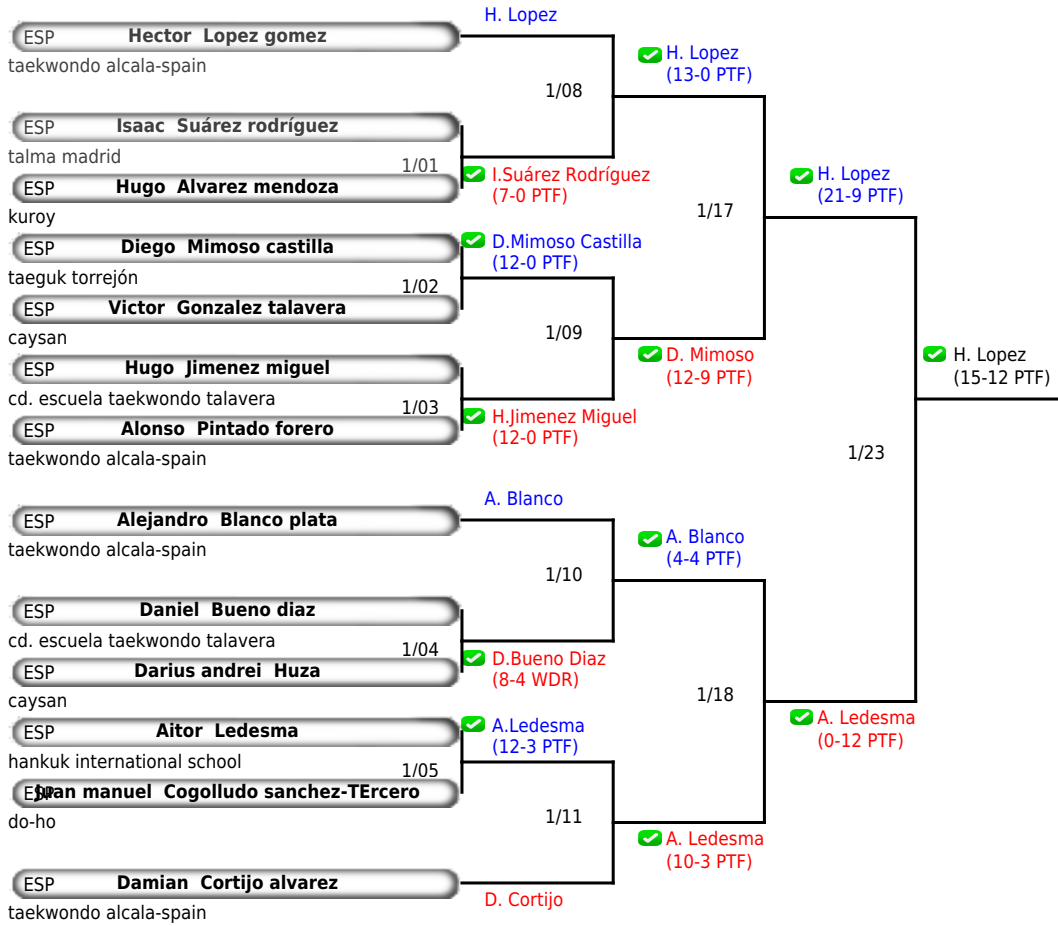 H. Lopez
ESP Hector Lopez gomez
taekwondo alcala-spain
H. Lopez
(13-0 PTF)
1/08
ESP Isaac Suárez rodríguez
talma madrid
1/01
I.Suárez Rodríguez
(7-0 PTF)
ESP Hugo Alvarez mendoza
kuroy
H. Lopez
(21-9 PTF)
1/17
ESP Diego Mimoso castilla
taeguk torrejón
D.Mimoso Castilla
(12-0 PTF)
1/02
ESP Victor Gonzalez talavera
caysan
1/09
D. Mimoso
(12-9 PTF)
ESP Hugo Jimenez miguel
cd. escuela taekwondo talavera
1/03
H.Jimenez Miguel
(12-0 PTF)
ESP Alonso Pintado forero
taekwondo alcala-spain
H. Lopez
(15-12 PTF)
1/23
A. Blanco
ESP Alejandro Blanco plata
taekwondo alcala-spain
A. Blanco
(4-4 PTF)
1/10
ESP Daniel Bueno diaz
cd. escuela taekwondo talavera
1/04
D.Bueno Diaz
(8-4 WDR)
ESP Darius andrei Huza
caysan
1/18
A. Ledesma
(0-12 PTF)
ESP Aitor Ledesma
hankuk international school
A.Ledesma
(12-3 PTF)
1/05
ESP Juan manuel Cogolludo sanchez-TErcero
do-ho
1/11
A. Ledesma
(10-3 PTF)
ESP Damian Cortijo alvarez
taekwondo alcala-spain
D. Cortijo